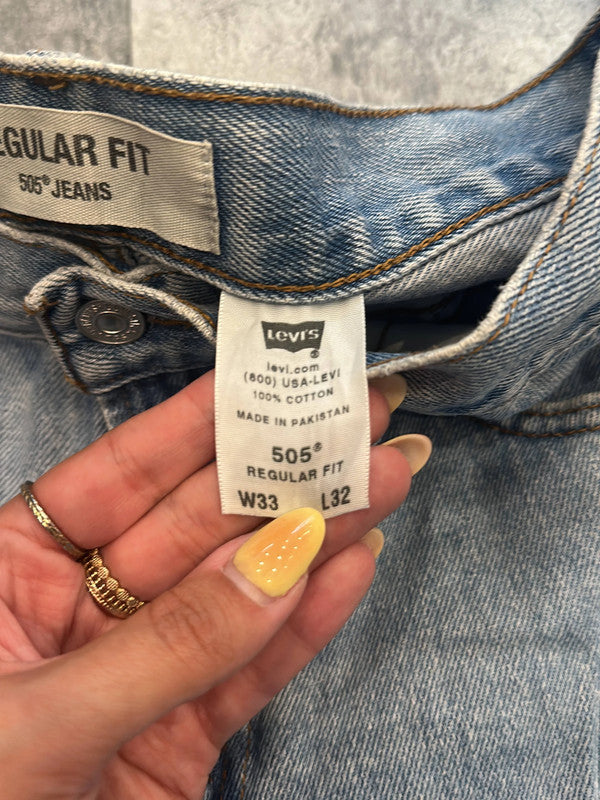 EGULAR FIT
505® JEANS
Levi's
®
levi.com
(800) USA-LEVI
100% COTTON
MADE IN PAKISTAN
505®
REGULAR FIT
W33 L32